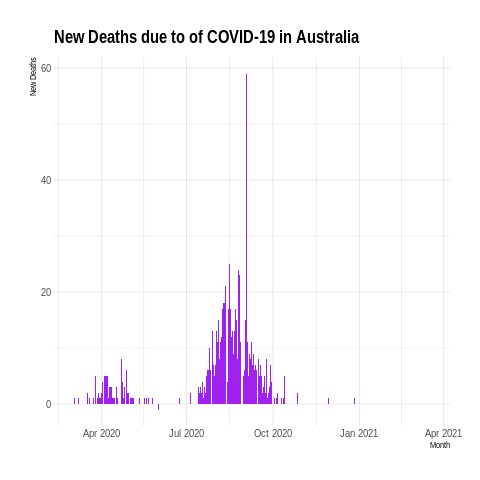 New Deaths due to of COVID-19 in Australia
New Deaths
60
40
20
0
Apr 2020
Jul 2020
Oct 2020
Jan 2021
Apr 2021
Month